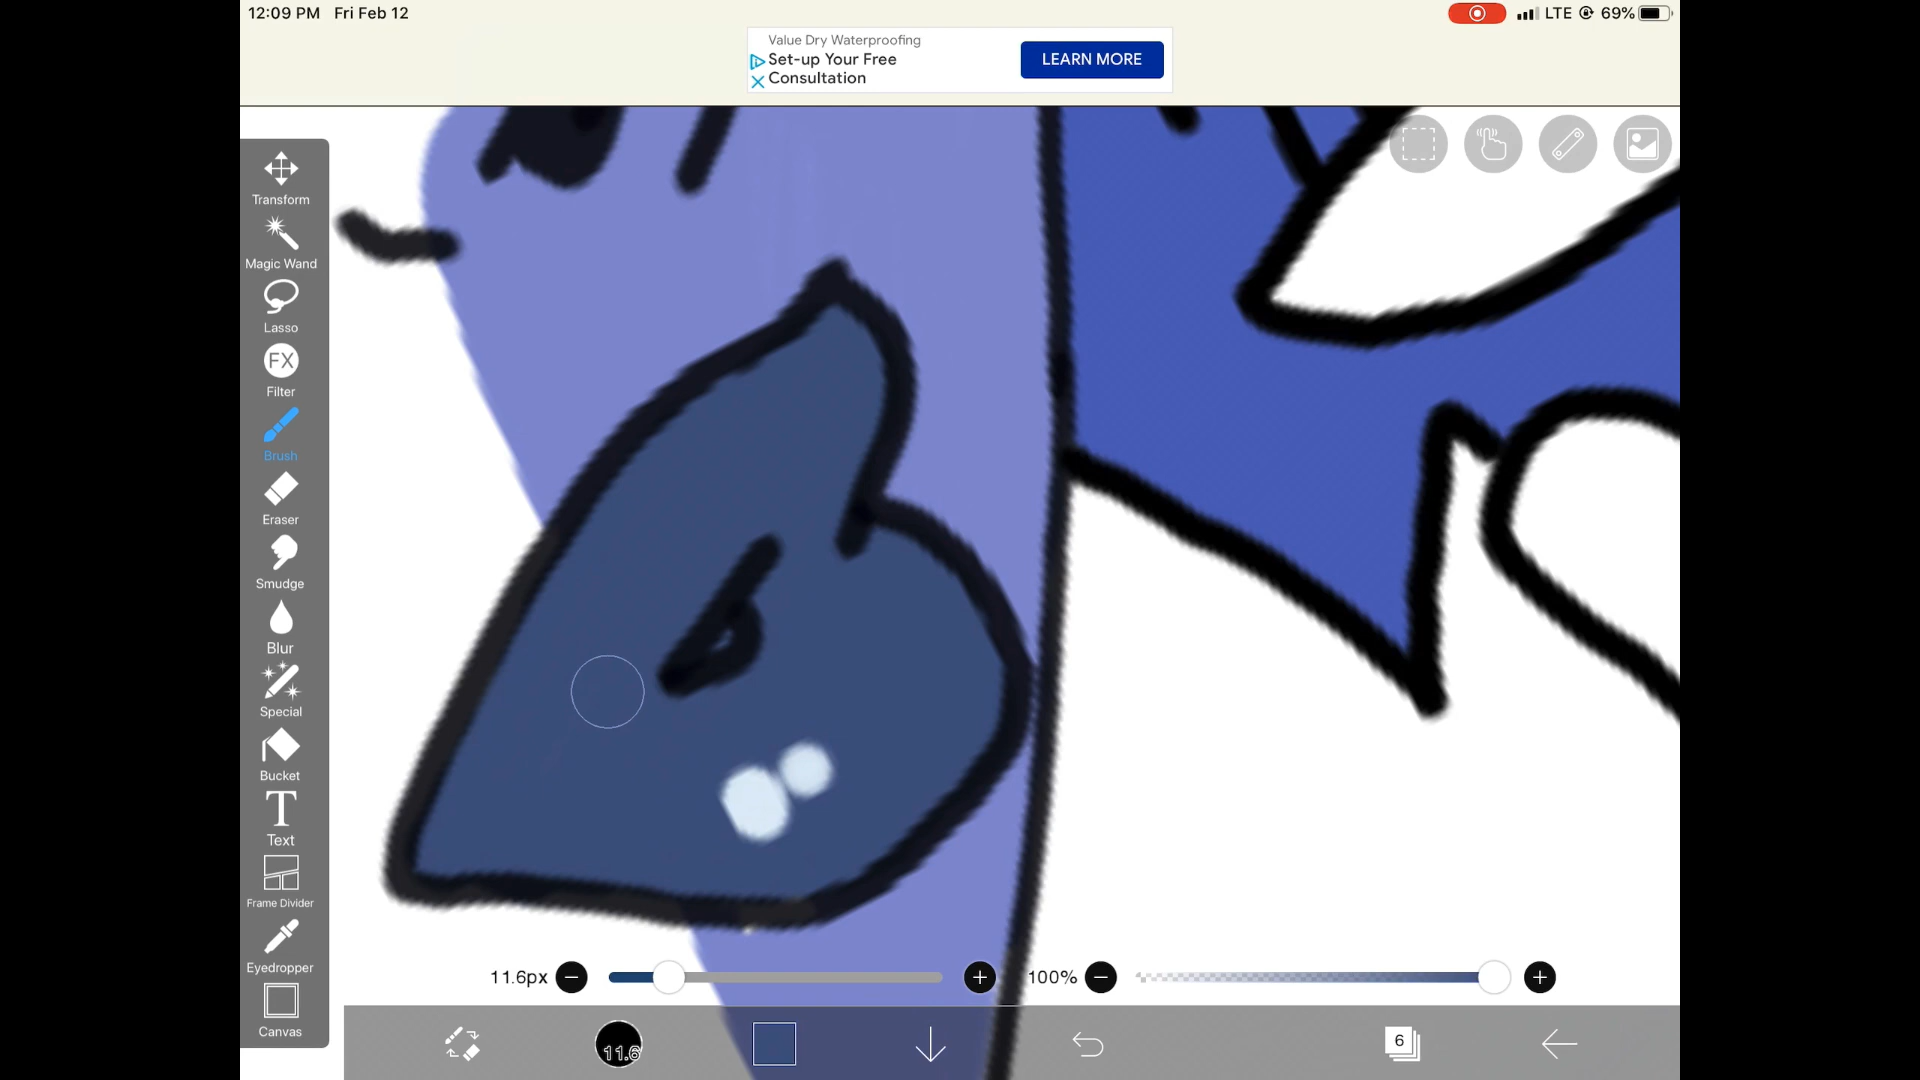 12:09 PM Fri Feb 12
LTE 69%
Value Dry Waterproofing
Set-up Your Free
Consultation
LEARN MORE
Transform
Magic Wand
Lasso
FX
Filter
Brush
Eraser
Smudge
Blur
Special
Bucket
T
Text
Frame Divider
Eyedropper
Canvas
11.6px
100%
11.6
6